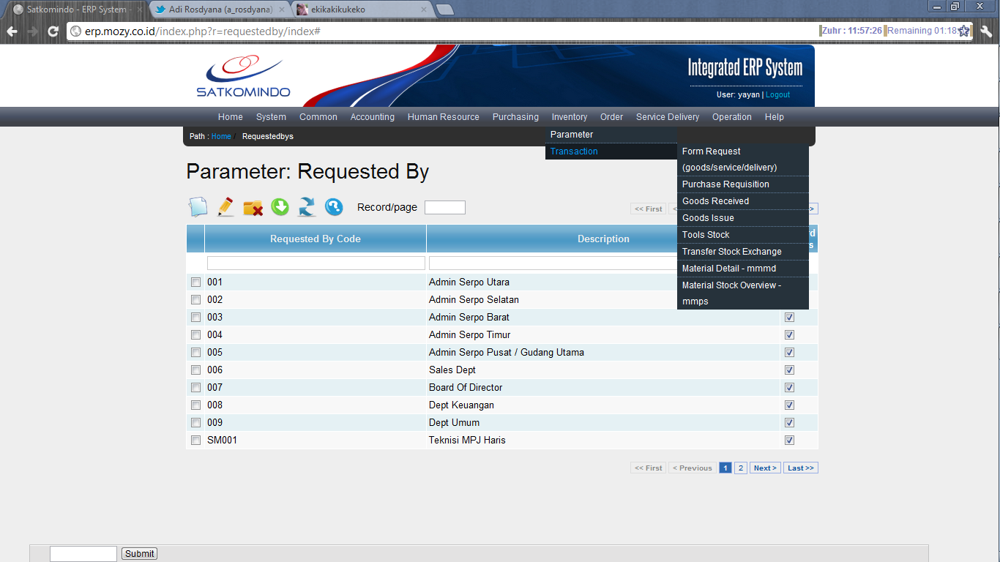 Satkomindo - ERP System -
Adi Rosdyana (a_rosdyana)
ekikakikukeko
erp.mozy.co.id/index.php?r=requestedby/index#
Zuhr : 11:57:26
Remaining 01:18
SATKOMINDO
Integrated ERP System
User: yayan | Logout
Home System Common Accounting Human Resource Purchasing Inventory Order Service Delivery Operation Help
Path : Home / Requestedbys
Parameter
Transaction
Form Request
(goods/service/delivery)
Purchase Requisition
Goods Received
Goods Issue
Tools Stock
Transfer Stock Exchange
Material Detail - mmmd
Material Stock Overview -
mmps
Parameter: Requested By
Record/page
<< First
Requested By Code Description
001 Admin Serpo Utara
002 Admin Serpo Selatan
003 Admin Serpo Barat
004 Admin Serpo Timur
005 Admin Serpo Pusat / Gudang Utama
006 Sales Dept
007 Board Of Director
008 Dept Keuangan
009 Dept Umum
SM001 Teknisi MPJ Haris
<< First < Previous 1 2 Next > Last >>
Submit